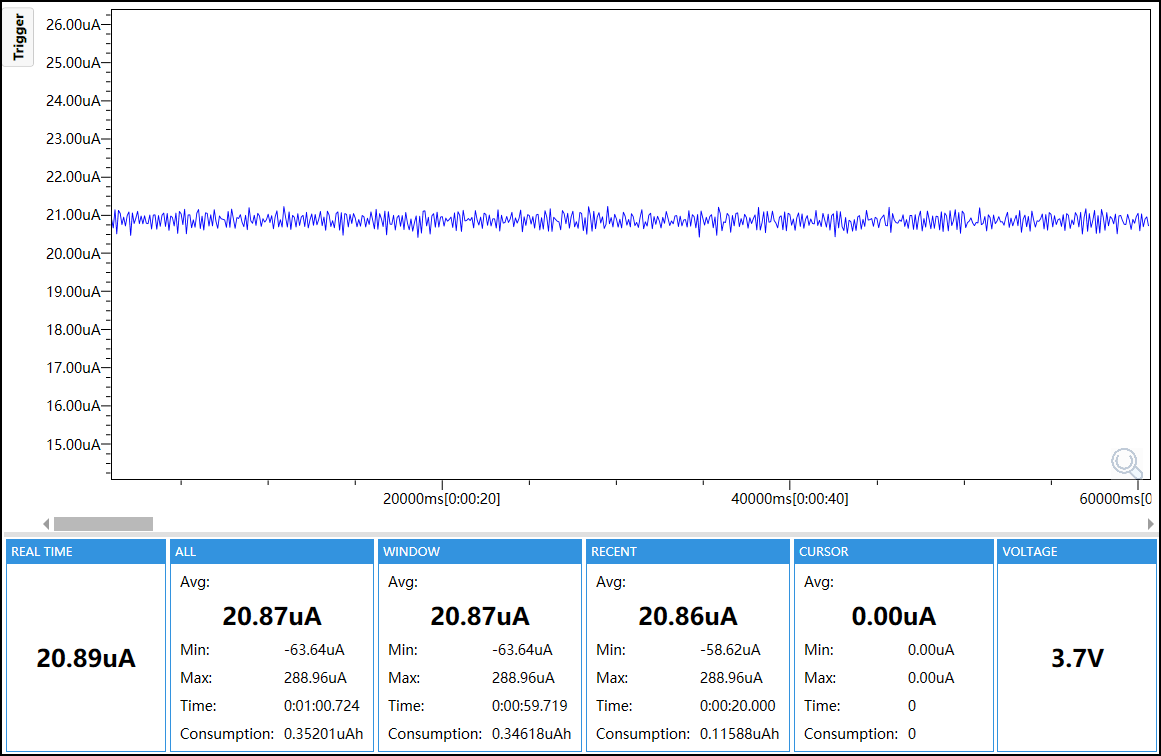 Trigger
26.00uA
25.00uA
24.00uA
23.00uA
22.00uA
21.00uA
20.00uA
19.00uA
18.00uA
17.00uA
16.00uA
15.00uA
20000ms[0:00:20] 40000ms[0:00:40] 60000ms[0
REAL TIME
20.89uA
ALL
Avg:
20.87uA
Min: -63.64uA
Max: 288.96uA
Time: 0:01:00.724
Consumption: 0.35201uAh
WINDOW
Avg:
20.87uA
Min: -63.64uA
Max: 288.96uA
Time: 0:00:59.719
Consumption: 0.34618uAh
RECENT
Avg:
20.86uA
Min: -58.62uA
Max: 288.96uA
Time: 0:00:20.000
Consumption: 0.11588uAh
CURSOR
Avg:
0.00uA
Min: 0.00uA
Max: 0.00uA
Time: 0
Consumption: 0
VOLTAGE
3.7V